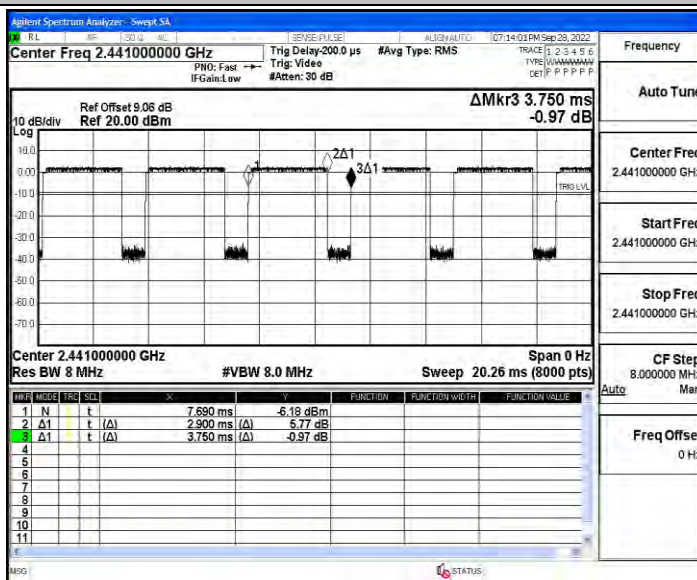 Agilent Spectrum Analyzer - Swept SA
RL RF 50 Ω AC SENSE:PULSE ALIGNAUTO 07:14:01 PM Sep 28, 2022
Center Freq 2.441000000 GHz
PNO: Fast
IFGain:Low
Trig Delay-200.0 µs
Trig: Video
#Atten: 30 dB
#Avg Type: RMS
TRACE 1 2 3 4 5 6
TYPE WWWWWW
DET P P P P P P
Ref Offset 9.06 dB
10 dB/div Ref 20.00 dBm
Log
ΔMkr3 3.750 ms
-0.97 dB
10.0
0.00
-10.0
-20.0
-30.0
-40.0
-50.0
-60.0
-70.0
1
2Δ1
3Δ1
TRIG LVL
Center 2.441000000 GHz Span 0 Hz
Res BW 8 MHz #VBW 8.0 MHz Sweep 20.26 ms (8000 pts)
MKR MODE TRC SCL X Y FUNCTION FUNCTION WIDTH FUNCTION VALUE
1 N t 7.690 ms -6.18 dBm
2 Δ1 t (Δ) 2.900 ms (Δ) 5.77 dB
3 Δ1 t (Δ) 3.750 ms (Δ) -0.97 dB
4
5
6
7
8
9
10
11
MSG STATUS
Frequency
Auto Tune
Center Freq
2.441000000 GHz
Start Freq
2.441000000 GHz
Stop Freq
2.441000000 GHz
CF Step
8.000000 MHz
Auto Man
Freq Offset
0 Hz